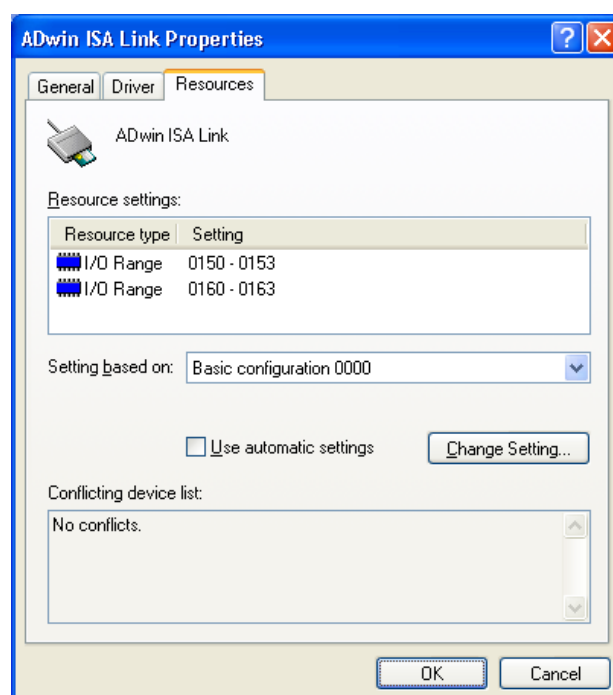 ADwin ISA Link Properties
General Driver Resources
ADwin ISA Link
Resource settings:
Resource type Setting
I/O Range 0150 - 0153
I/O Range 0160 - 0163
Setting based on: Basic configuration 0000
Use automatic settings Change Setting...
Conflicting device list:
No conflicts.
OK Cancel